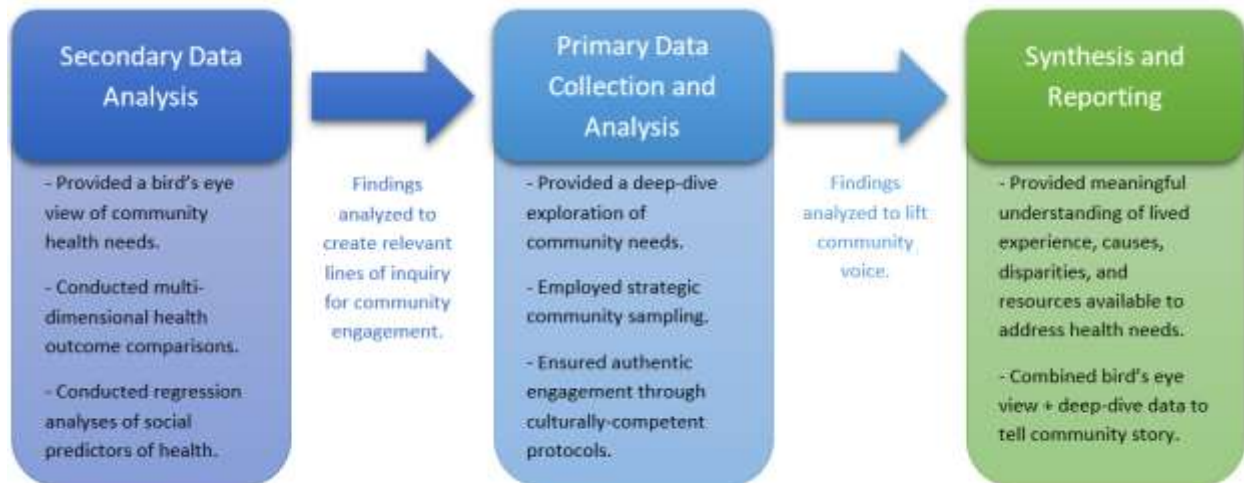 Secondary Data
Analysis
- Provided a bird's eye
view of community
health needs.
- Conducted multi-
dimensional health
outcome comparisons.
- Conducted regression
analyses of social
predictors of health.
Findings
analyzed to
create relevant
lines of inquiry
for community
engagement.
Primary Data
Collection and
Analysis
- Provided a deep-dive
exploration of
community needs.
- Employed strategic
community sampling.
- Ensured authentic
engagement through
culturally-competent
protocols.
Findings
analyzed to lift
community
voice.
Synthesis and
Reporting
- Provided meaningful
understanding of lived
experience, causes,
disparities, and
resources available to
address health needs.
- Combined bird's eye
view + deep-dive data to
tell community story.